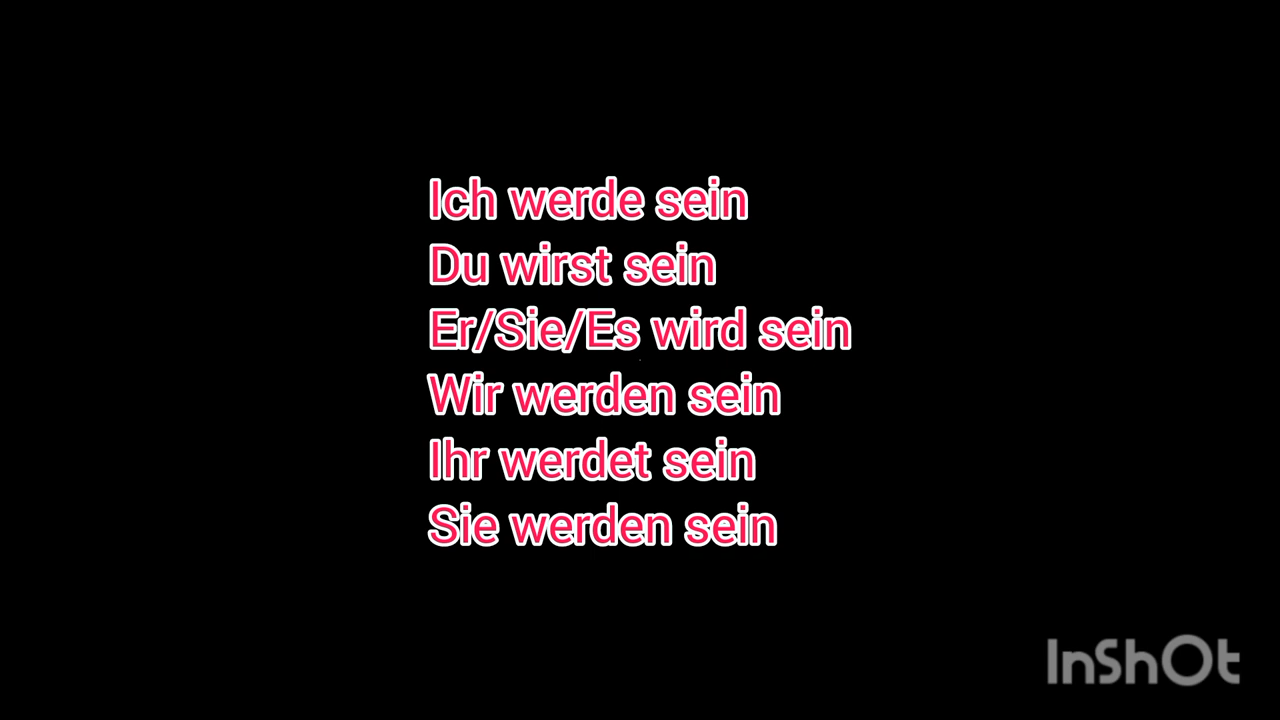 Ich werde sein
Du wirst sein
Er/Sie/Es wird sein
Wir werden sein
Ihr werdet sein
Sie werden sein
InShOt